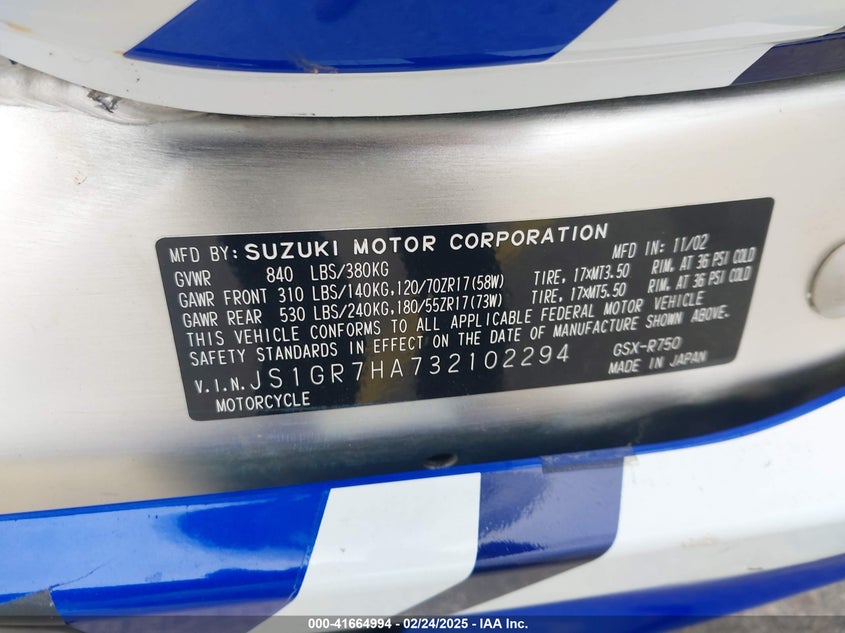 MFD BY: SUZUKI MOTOR CORPORATION MFD IN: 11/02
GVWR 840 LBS/380KG
GAWR FRONT 310 LBS/140KG,120/70ZR17(58W) TIRE, 17XMT3.50 RIM, AT 36 PSI COLD
GAWR REAR 530 LBS/240KG,180/55ZR17(73W) TIRE, 17XMT5.50 RIM, AT 36 PSI COLD
THIS VEHICLE CONFORMS TO ALL APPLICABLE FEDERAL MOTOR VEHICLE
SAFETY STANDARDS IN EFFECT ON THE DATE OF MANUFACTURE SHOWN ABOVE.
V.I.N. JS1GR7HA732102294 GSX-R750
MOTORCYCLE MADE IN JAPAN
000-41664994 - 02/24/2025 - IAA Inc.